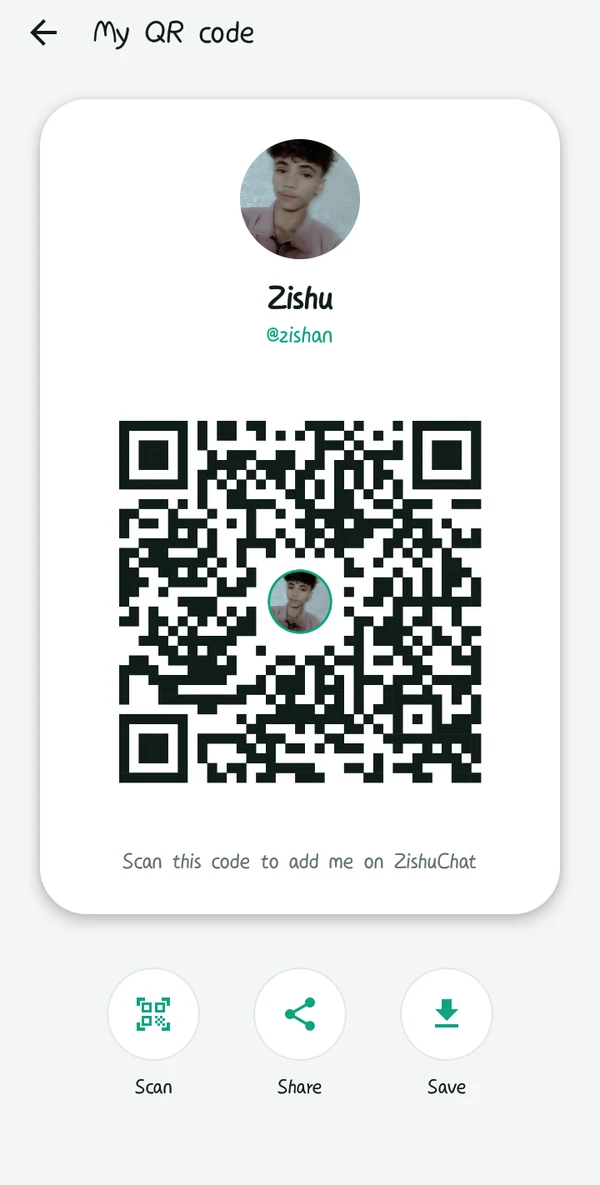 My QR code
Zishu
@zishan
Scan this code to add me on ZishuChat
Scan
Share
Save